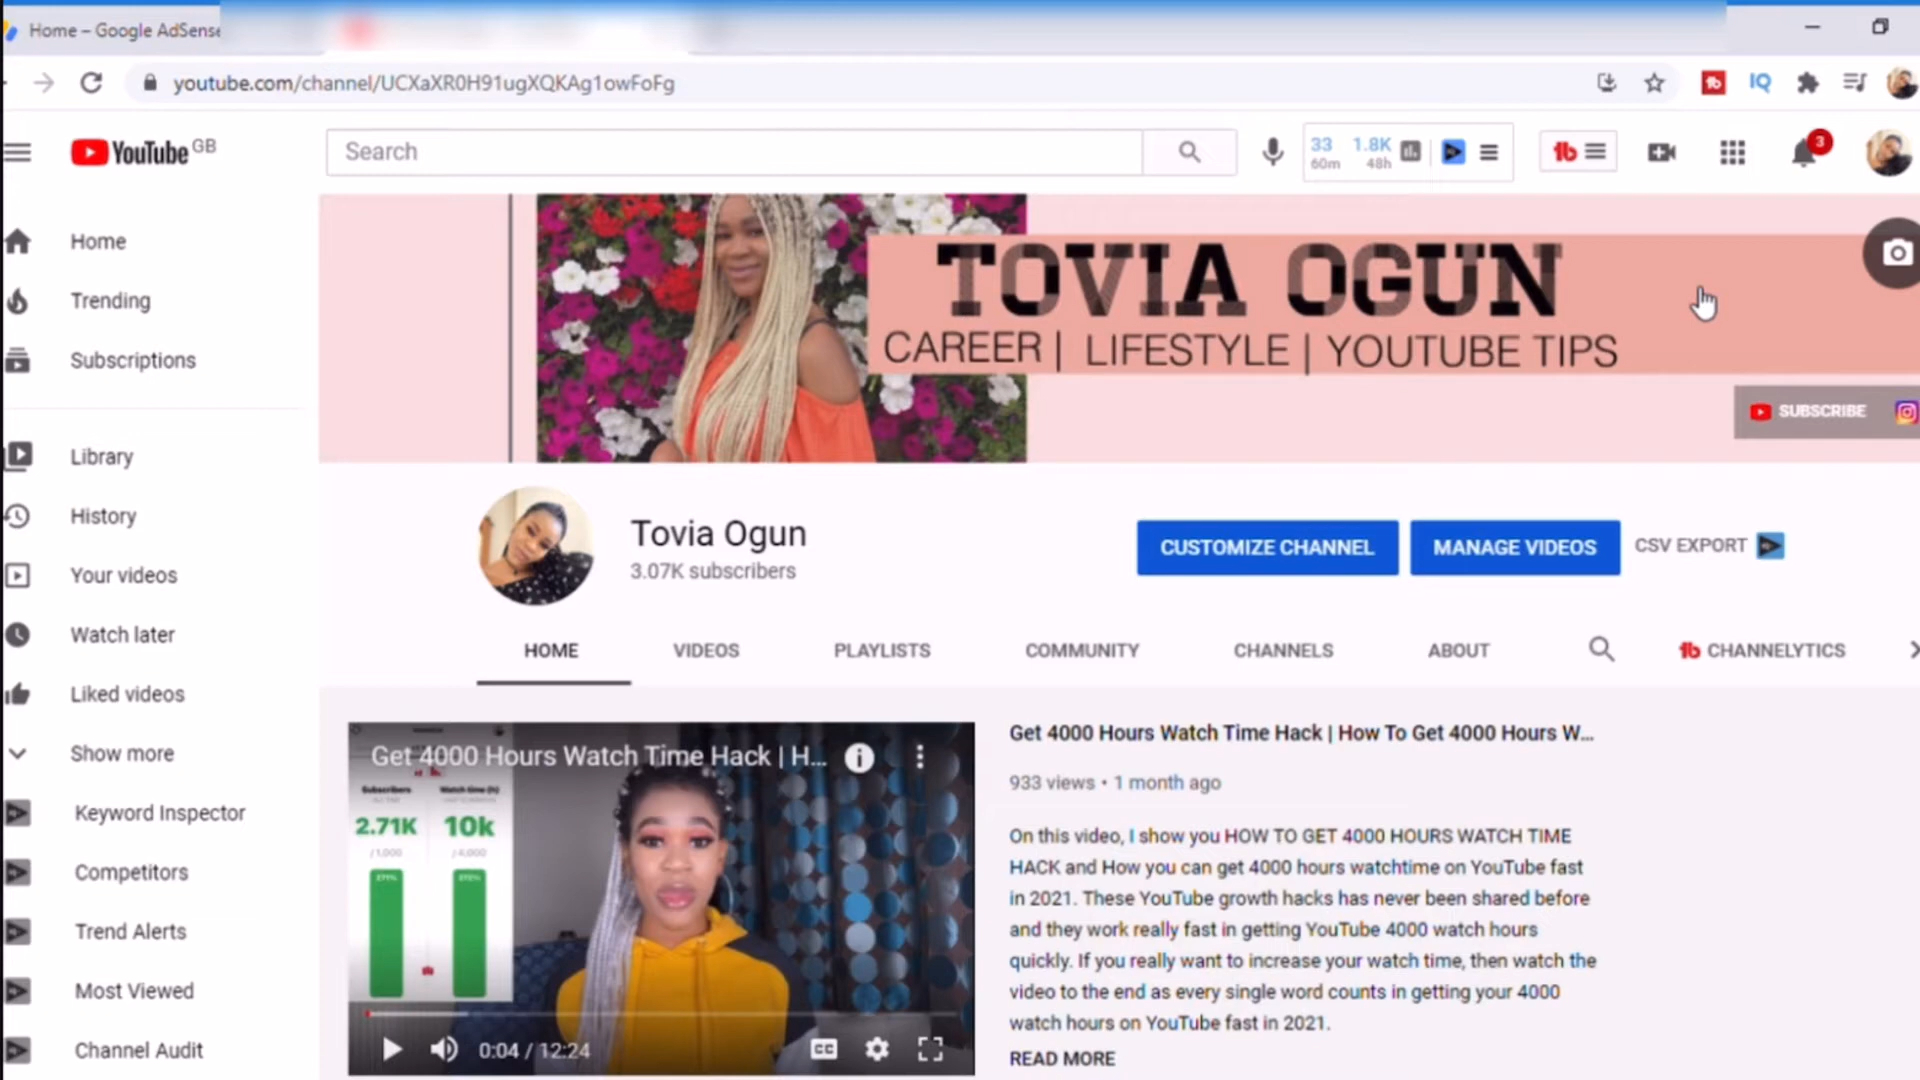 Home – Google AdSense
youtube.com/channel/UCXaXR0H91ugXQKAg1owFoFg
YouTube GB
Search
33 1.8K
60m 48h
3
Home
Trending
Subscriptions
Library
History
Your videos
Watch later
Liked videos
Show more
Keyword Inspector
Competitors
Trend Alerts
Most Viewed
Channel Audit
TOVIA OGUN
CAREER | LIFESTYLE | YOUTUBE TIPS
SUBSCRIBE
Tovia Ogun
3.07K subscribers
CUSTOMIZE CHANNEL
MANAGE VIDEOS
CSV EXPORT
HOME VIDEOS PLAYLISTS COMMUNITY CHANNELS ABOUT CHANNELYTICS
Get 4000 Hours Watch Time Hack | H...
Subscribers Watch time (h)
2.71K 10k
/1,000 /4,000
271%
0:04 / 12:24
CC
Get 4000 Hours Watch Time Hack | How To Get 4000 Hours W...
933 views • 1 month ago
On this video, I show you HOW TO GET 4000 HOURS WATCH TIME
HACK and How you can get 4000 hours watchtime on YouTube fast
in 2021. These YouTube growth hacks has never been shared before
and they work really fast in getting YouTube 4000 watch hours
quickly. If you really want to increase your watch time, then watch the
video to the end as every single word counts in getting your 4000
watch hours on YouTube fast in 2021.
READ MORE